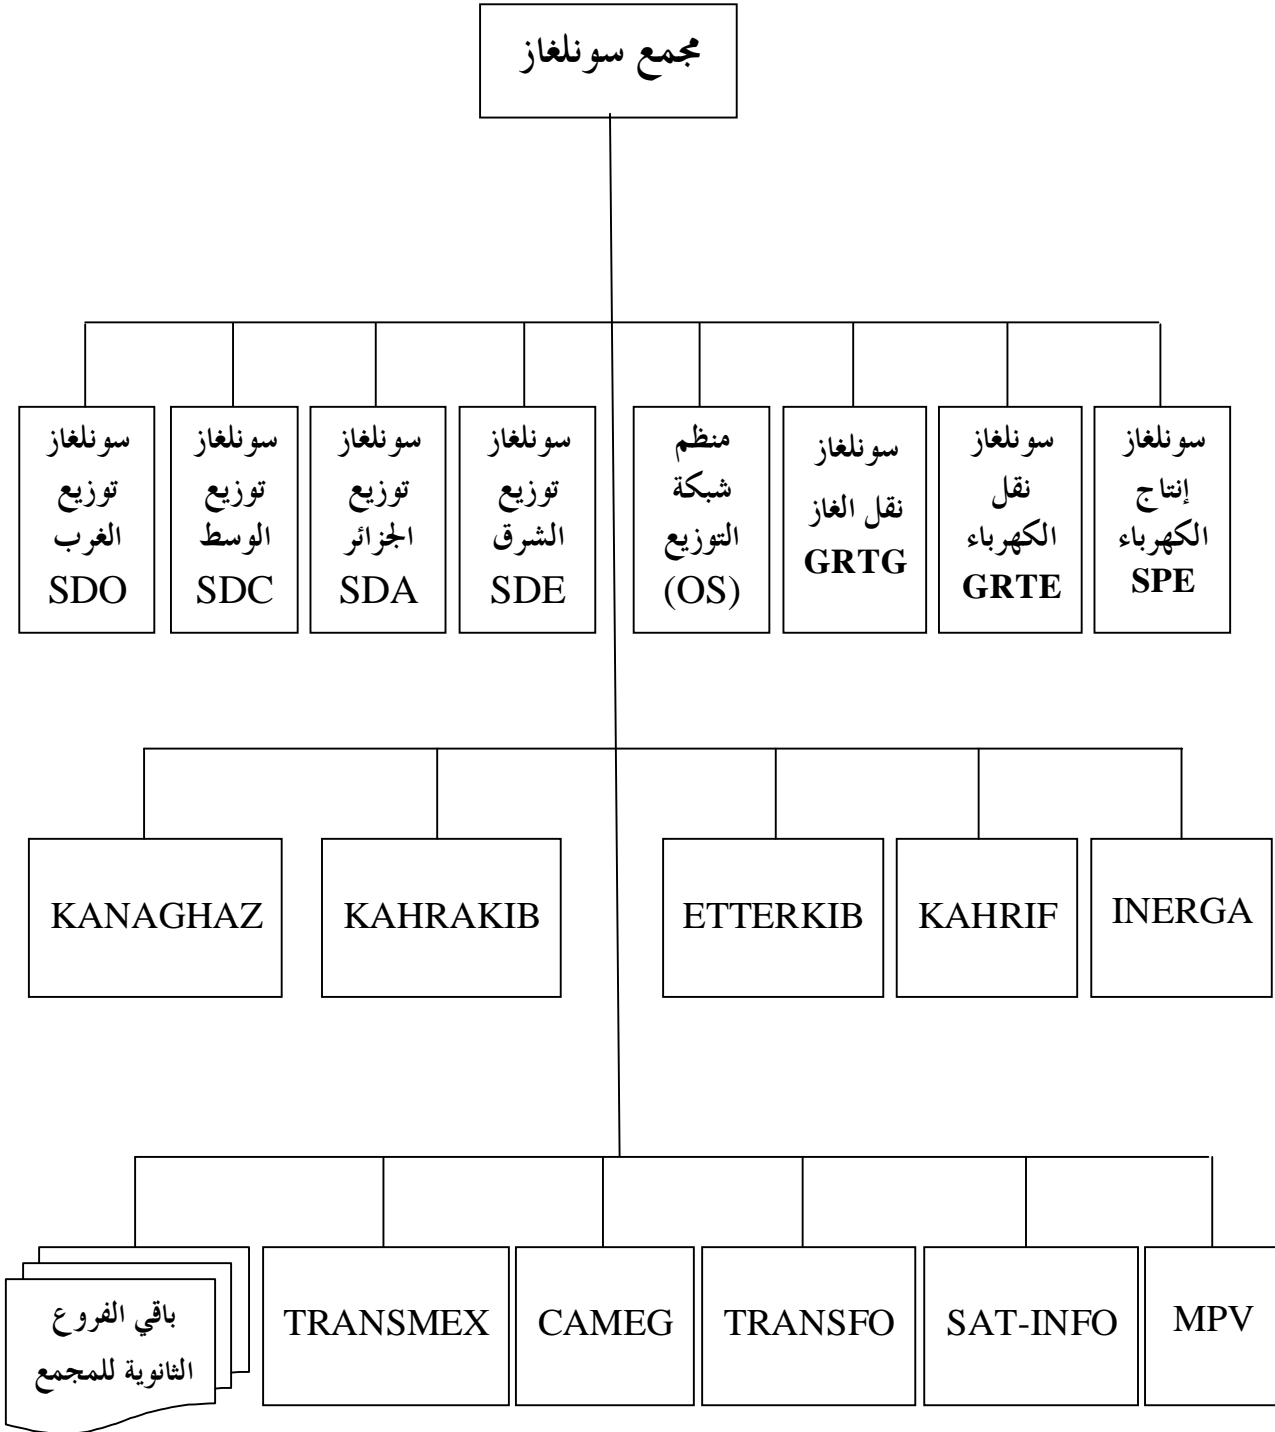 مجمع سونلغاز
سونلغاز
إنتاج
الكهرباء
SPE
سونلغاز
نقل
الكهرباء
GRTE
سونلغاز
نقل الغاز
GRTG
منظم
شبكة
التوزيع
(OS)
سونلغاز
توزيع
الشرق
SDE
سونلغاز
توزيع
الجزائر
SDA
سونلغاز
توزيع
الوسط
SDC
سونلغاز
توزيع
الغرب
SDO
INERGA
KAHRIF
ETTERKIB
KAHRAKIB
KANAGHAZ
MPV
SAT-INFO
TRANSFO
CAMEG
TRANSMEX
باقي الفروع
الثانوية للمجمع